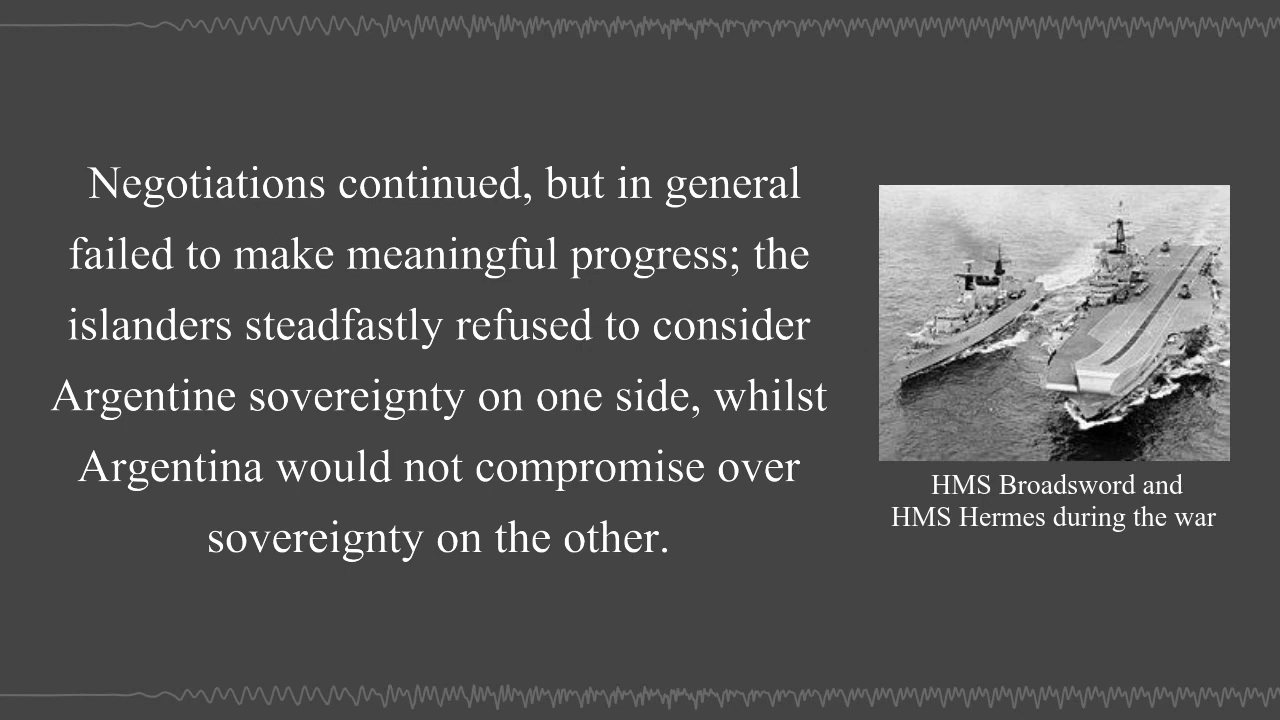 Negotiations continued, but in general
failed to make meaningful progress; the
islanders steadfastly refused to consider
Argentine sovereignty on one side, whilst
Argentina would not compromise over
sovereignty on the other.
HMS Broadsword and
HMS Hermes during the war